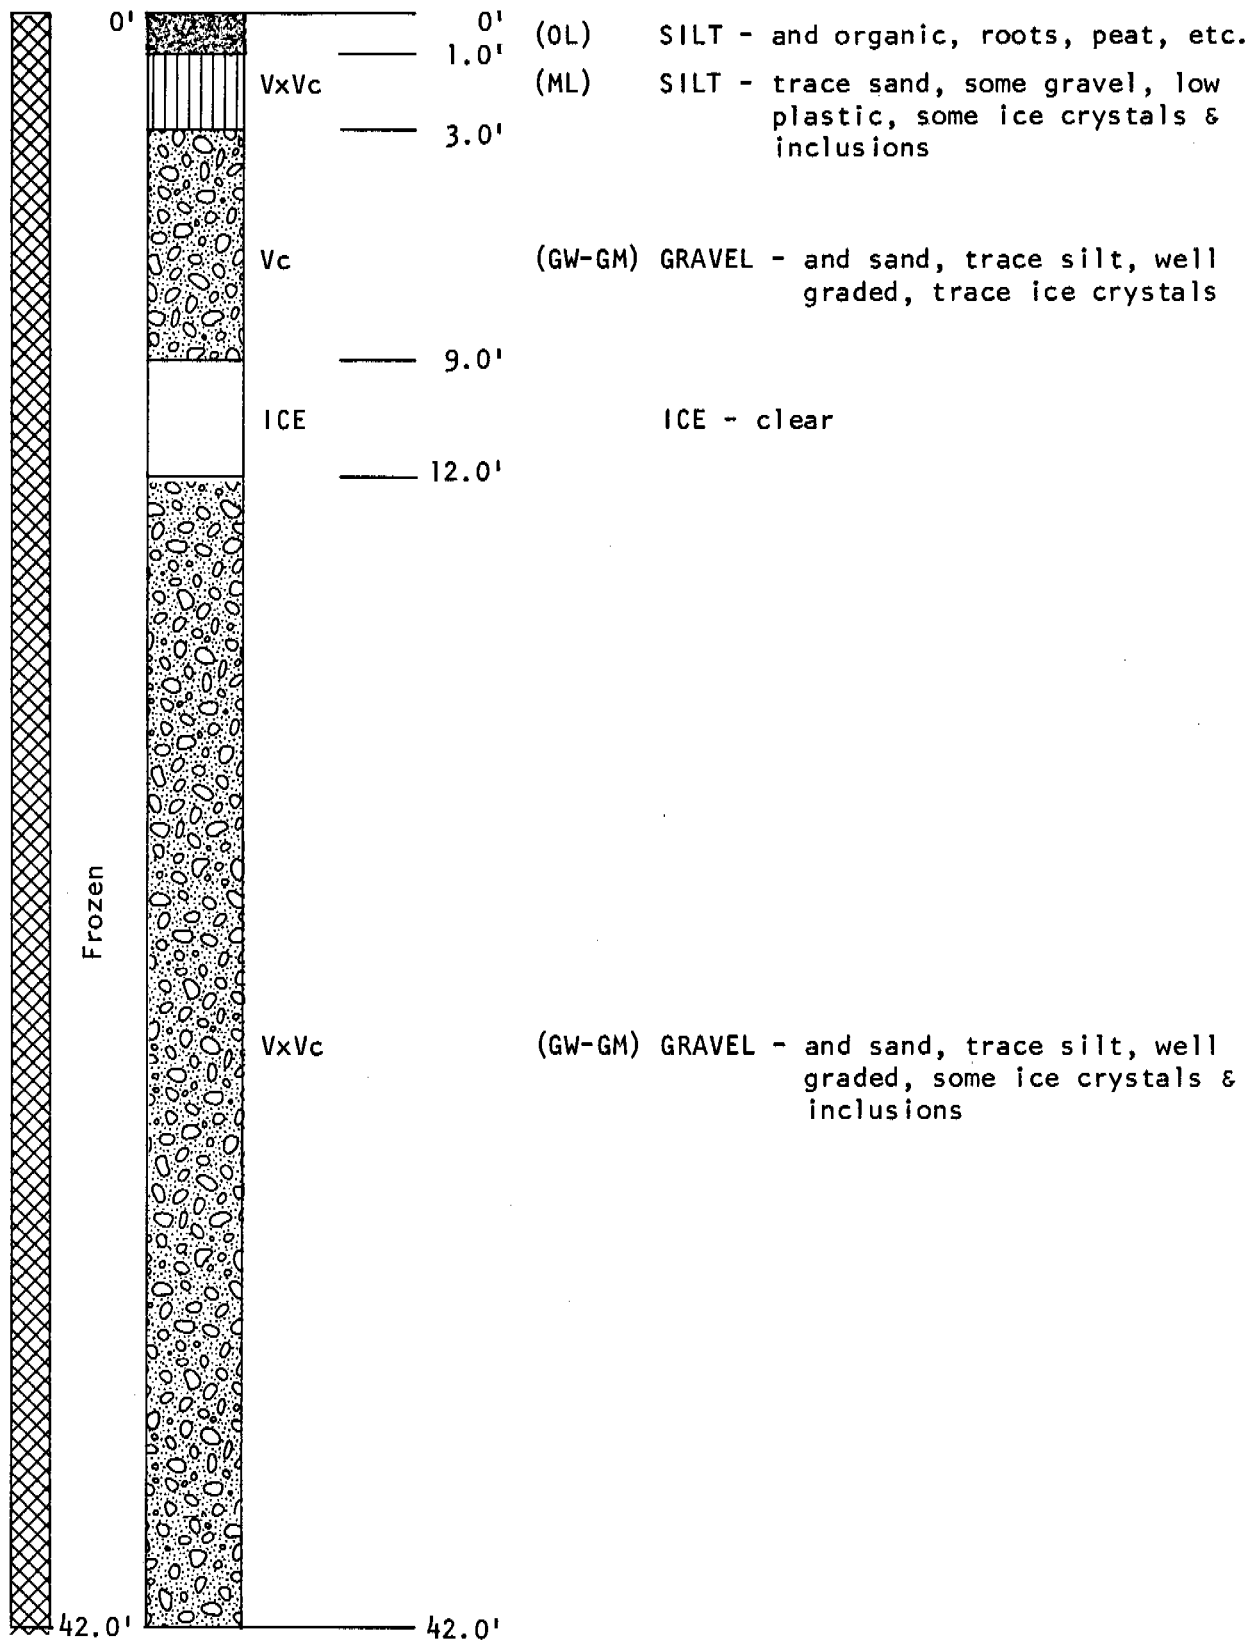 0' 0' (OL) SILT - and organic, roots, peat, etc.
1.0'
VxVc (ML) SILT - trace sand, some gravel, low
plastic, some ice crystals &
inclusions
3.0'
Vc (GW-GM) GRAVEL - and sand, trace silt, well
graded, trace ice crystals
9.0'
ICE ICE - clear
12.0'
Frozen
VxVc (GW-GM) GRAVEL - and sand, trace silt, well
graded, some ice crystals &
inclusions
42.0' 42.0'